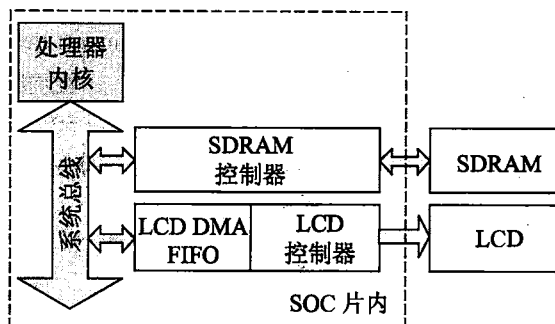 处理器
内核
系统总线
SDRAM
控制器
SDRAM
LCD DMA
FIFO
LCD
控制器
LCD
SOC 片内